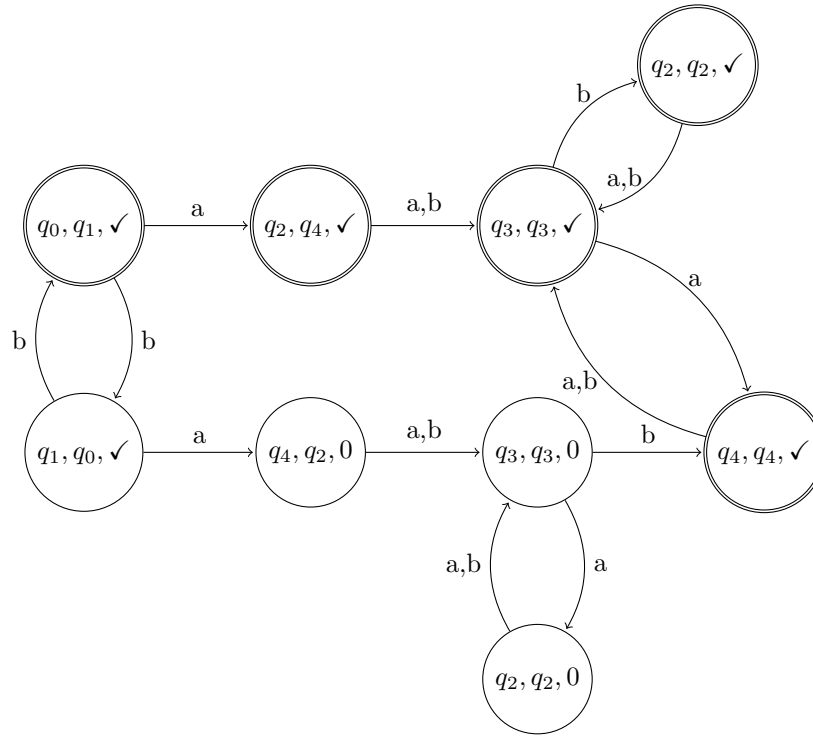 q₂, q₂, ✓
b
a,b
q₀, q₁, ✓
a
q₂, q₄, ✓
a,b
q₃, q₃, ✓
a
b
b
a,b
q₁, q₀, ✓
a
q₄, q₂, 0
a,b
q₃, q₃, 0
b
q₄, q₄, ✓
a,b
a
q₂, q₂, 0